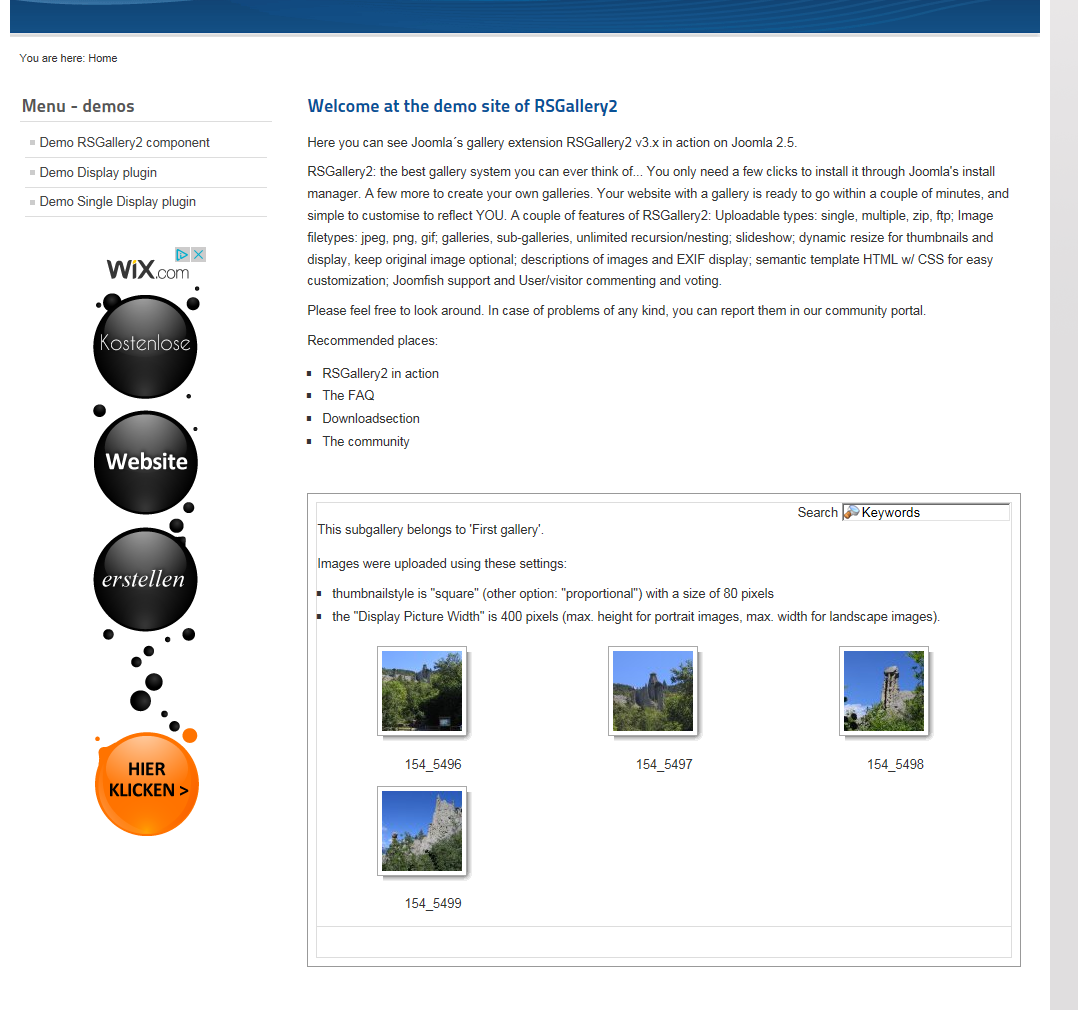 You are here: Home
Menu - demos
Demo RSGallery2 component
Demo Display plugin
Demo Single Display plugin
WiX.com
Kostenlose
Website
erstellen
HIER
KLICKEN >
Welcome at the demo site of RSGallery2
Here you can see Joomla´s gallery extension RSGallery2 v3.x in action on Joomla 2.5.
RSGallery2: the best gallery system you can ever think of... You only need a few clicks to install it through Joomla's install
manager. A few more to create your own galleries. Your website with a gallery is ready to go within a couple of minutes, and
simple to customise to reflect YOU. A couple of features of RSGallery2: Uploadable types: single, multiple, zip, ftp; Image
filetypes: jpeg, png, gif; galleries, sub-galleries, unlimited recursion/nesting; slideshow; dynamic resize for thumbnails and
display, keep original image optional; descriptions of images and EXIF display; semantic template HTML w/ CSS for easy
customization; Joomfish support and User/visitor commenting and voting.
Please feel free to look around. In case of problems of any kind, you can report them in our community portal.
Recommended places:
RSGallery2 in action
The FAQ
Downloadsection
The community
Search Keywords
This subgallery belongs to 'First gallery'.
Images were uploaded using these settings:
thumbnailstyle is "square" (other option: "proportional") with a size of 80 pixels
the "Display Picture Width" is 400 pixels (max. height for portrait images, max. width for landscape images).
154_5496 154_5497 154_5498
154_5499